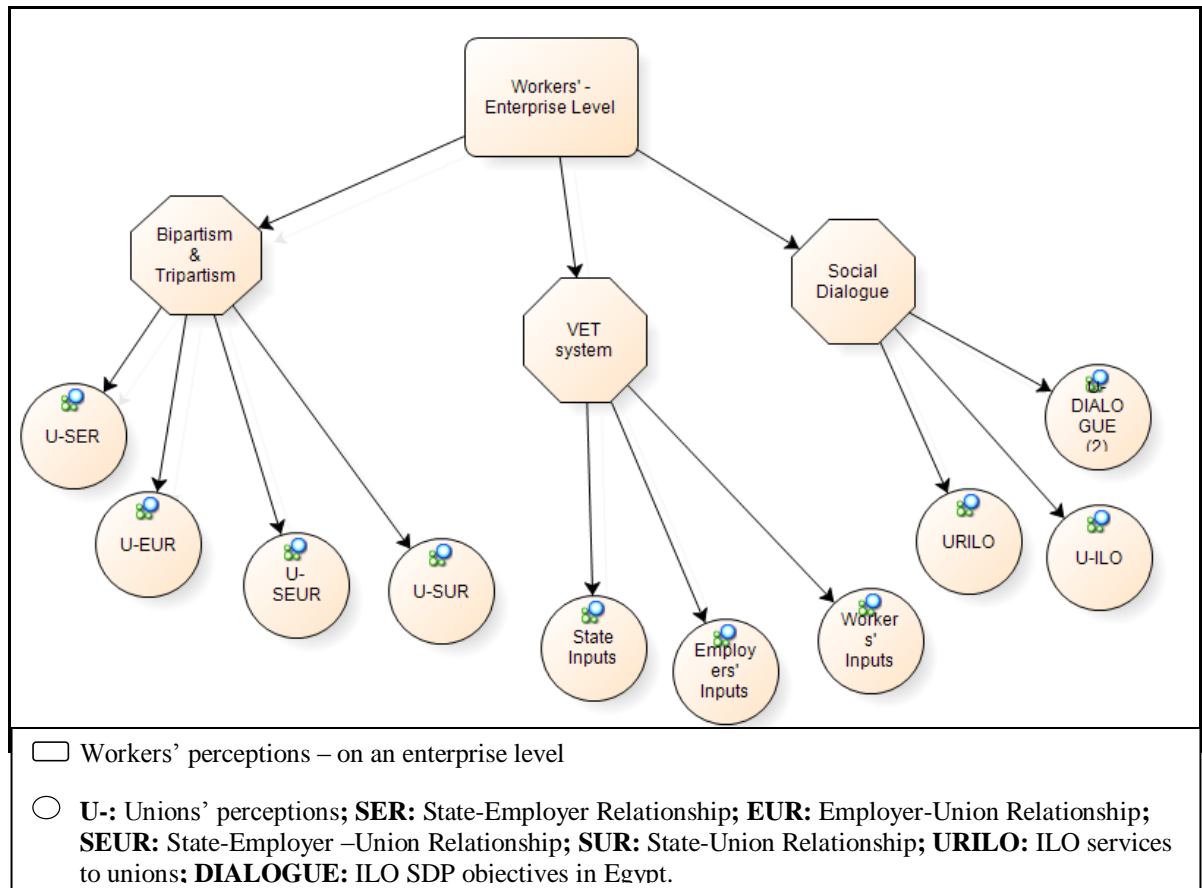 Workers' -
Enterprise Level
Bipartism
&
Tripartism
Social
Dialogue
VET
system
U-SER
U-EUR
U-
SEUR
U-SUR
State
Inputs
Employ
ers'
Inputs
Worker
s'
Inputs
URILO
U-ILO
DIALO
GUE
(2)
Workers’ perceptions – on an enterprise level
U-: Unions’ perceptions; SER: State-Employer Relationship; EUR: Employer-Union Relationship;
SEUR: State-Employer –Union Relationship; SUR: State-Union Relationship; URILO: ILO services
to unions; DIALOGUE: ILO SDP objectives in Egypt.